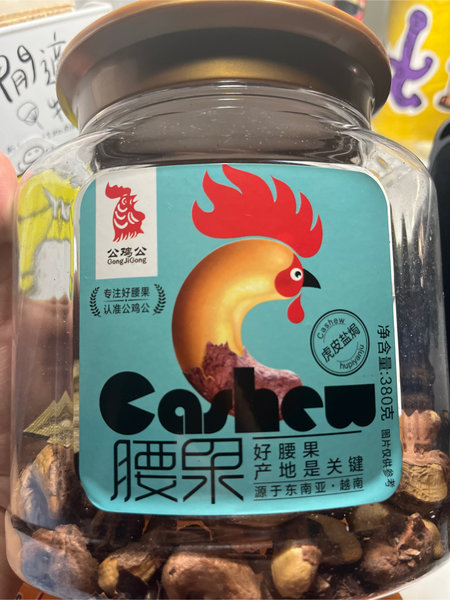 公鸡公
GongJiGong
专注好腰果
认准公鸡公
Cashew
虎皮盐焗
hupiyanju
净含量:380克
图片仅供参考
Cashew
腰果
好腰果
产地是关键
源于东南亚·越南